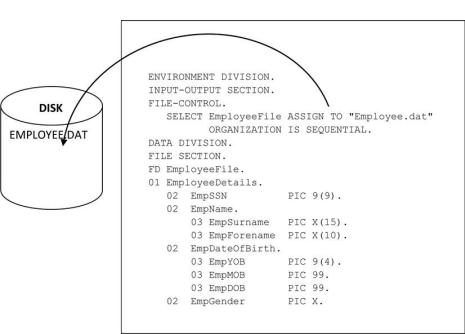 DISK
EMPLOYEE.DAT
ENVIRONMENT DIVISION.
INPUT-OUTPUT SECTION.
FILE-CONTROL.
SELECT EmployeeFile ASSIGN TO "Employee.dat"
ORGANIZATION IS SEQUENTIAL.
DATA DIVISION.
FILE SECTION.
FD EmployeeFile.
01 EmployeeDetails.
02 EmpSSN PIC 9(9).
02 EmpName.
03 EmpSurname PIC X(15).
03 EmpForename PIC X(10).
02 EmpDateOfBirth.
03 EmpYOB PIC 9(4).
03 EmpMOB PIC 99.
03 EmpDOB PIC 99.
02 EmpGender PIC X.